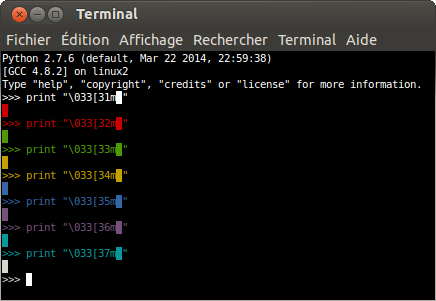 Terminal
Fichier Édition Affichage Rechercher Terminal Aide
Python 2.7.6 (default, Mar 22 2014, 22:59:38)
[GCC 4.8.2] on linux2
Type "help", "copyright", "credits" or "license" for more information.
>>> print "\033[31m█"
█
>>> print "\033[32m█"
█
>>> print "\033[33m█"
█
>>> print "\033[34m█"
█
>>> print "\033[35m█"
█
>>> print "\033[36m█"
█
>>> print "\033[37m█"
█
>>>